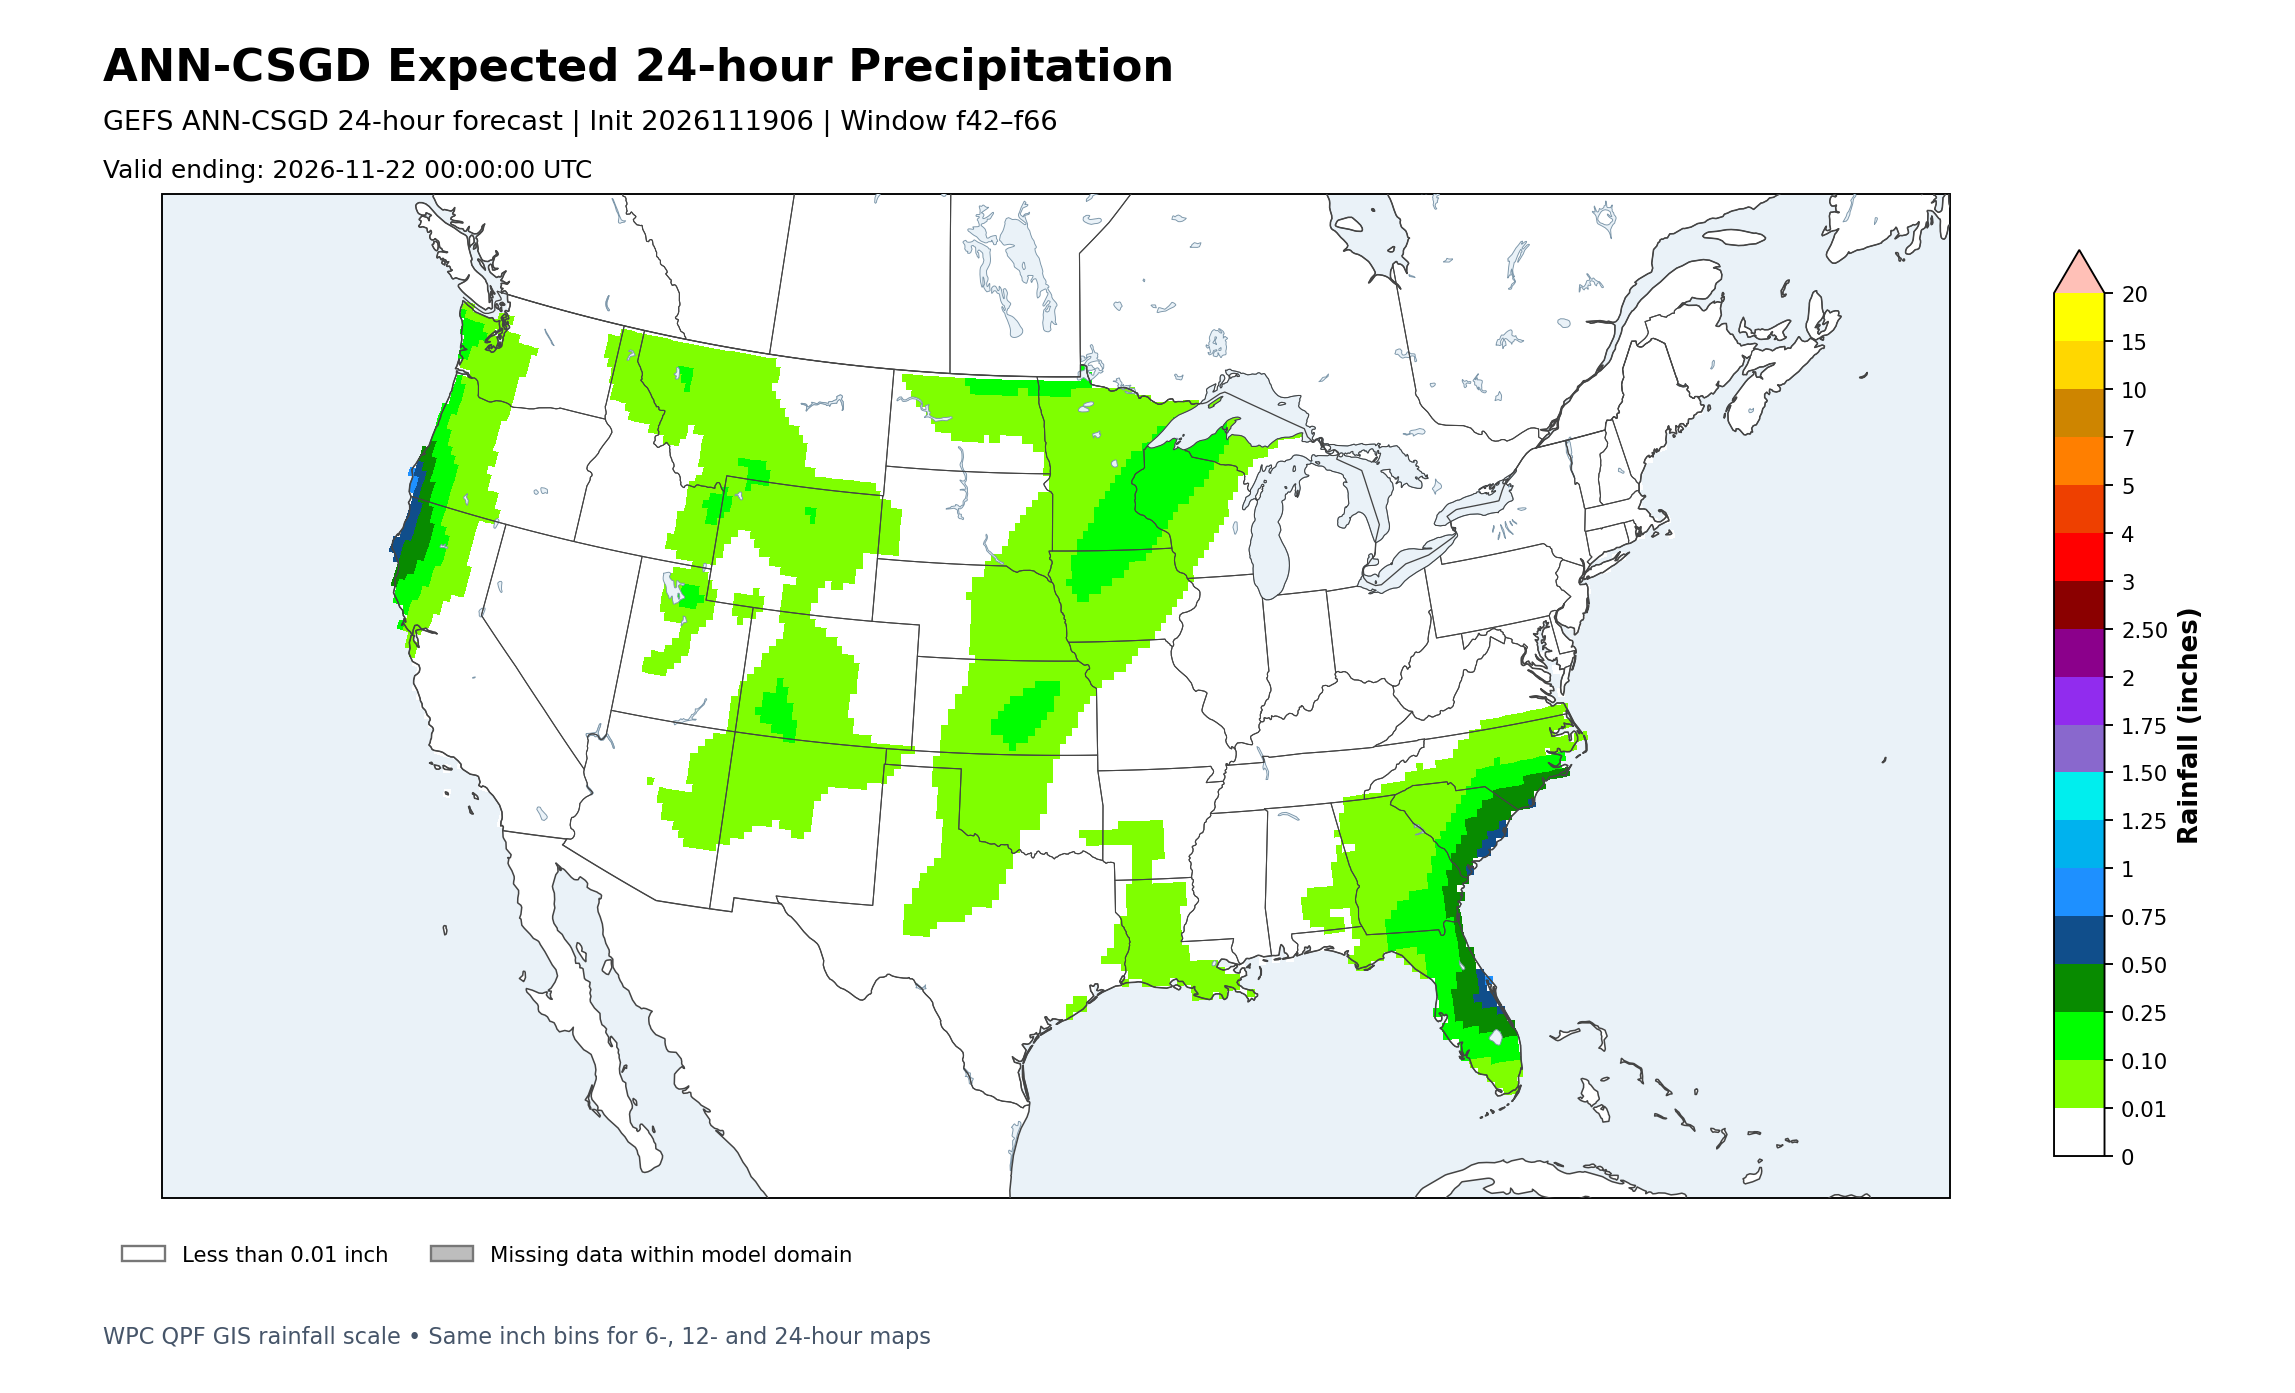 ANN-CSGD Expected 24-hour Precipitation
GEFS ANN-CSGD 24-hour forecast | Init 2026111906 | Window f42–f66
Valid ending: 2026-11-22 00:00:00 UTC
20
15
10
7
5
4
3
2.50
2
1.75
1.50
1.25
1
0.75
0.50
0.25
0.10
0.01
0
Rainfall (inches)
Less than 0.01 inch
Missing data within model domain
WPC QPF GIS rainfall scale • Same inch bins for 6-, 12- and 24-hour maps